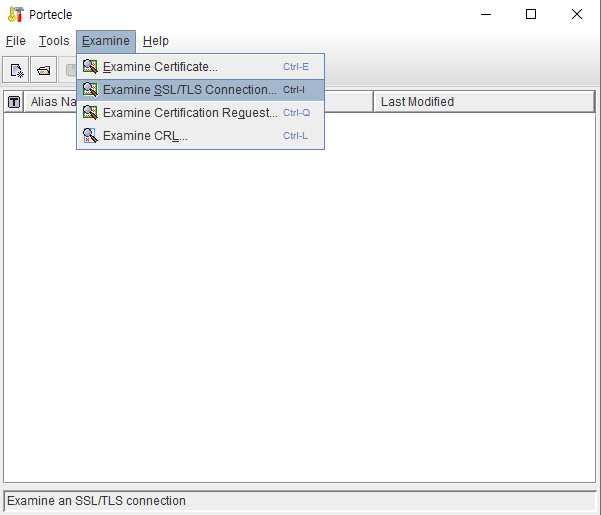 Portecle
File Tools Examine Help
Examine Certificate... Ctrl-E
Examine SSL/TLS Connection... Ctrl-I
Examine Certification Request... Ctrl-Q
Examine CRL... Ctrl-L
T Alias Na Last Modified
Examine an SSL/TLS connection